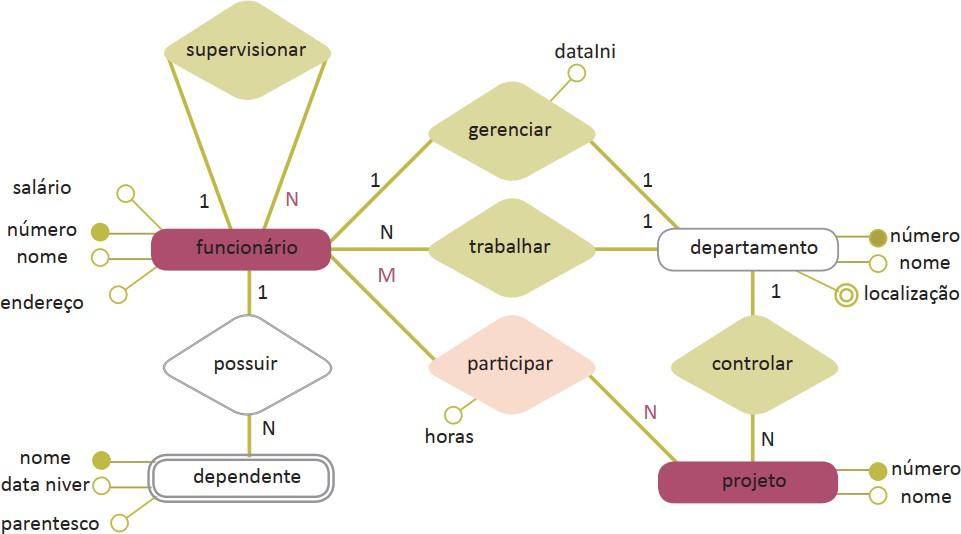 supervisionar
dataIni
gerenciar
salário
1
N
1
1
número
funcionário
N
trabalhar
1
departamento
número
nome
nome
M
localização
endereço
1
1
possuir
participar
controlar
horas
N
N
N
nome
dependente
projeto
número
data niver
nome
parentesco